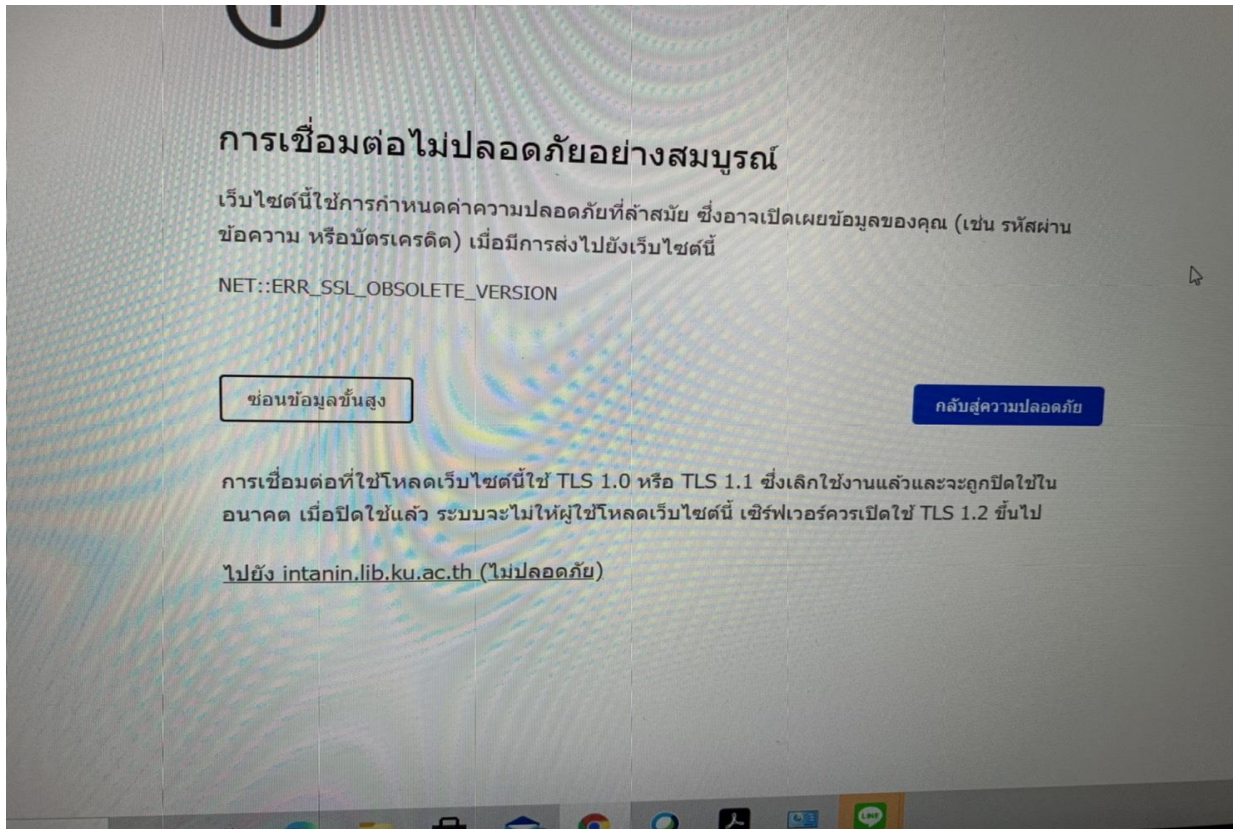 การเชื่อมต่อไม่ปลอดภัยอย่างสมบูรณ์
เว็บไซต์นี้ใช้การกำหนดค่าความปลอดภัยที่ล้าสมัย ซึ่งอาจเปิดเผยข้อมูลของคุณ (เช่น รหัสผ่าน
ข้อความ หรือบัตรเครดิต) เมื่อมีการส่งไปยังเว็บไซต์นี้
NET::ERR_SSL_OBSOLETE_VERSION
ซ่อนข้อมูลขั้นสูง
กลับสู่ความปลอดภัย
การเชื่อมต่อที่ใช้โหลดเว็บไซต์นี้ใช้ TLS 1.0 หรือ TLS 1.1 ซึ่งเลิกใช้งานแล้วและจะถูกปิดใช้ใน
อนาคต เมื่อปิดใช้แล้ว ระบบจะไม่ให้ผู้ใช้โหลดเว็บไซต์นี้ เซิร์ฟเวอร์ควรเปิดใช้ TLS 1.2 ขึ้นไป
ไปยัง intanin.lib.ku.ac.th (ไม่ปลอดภัย)
LINE